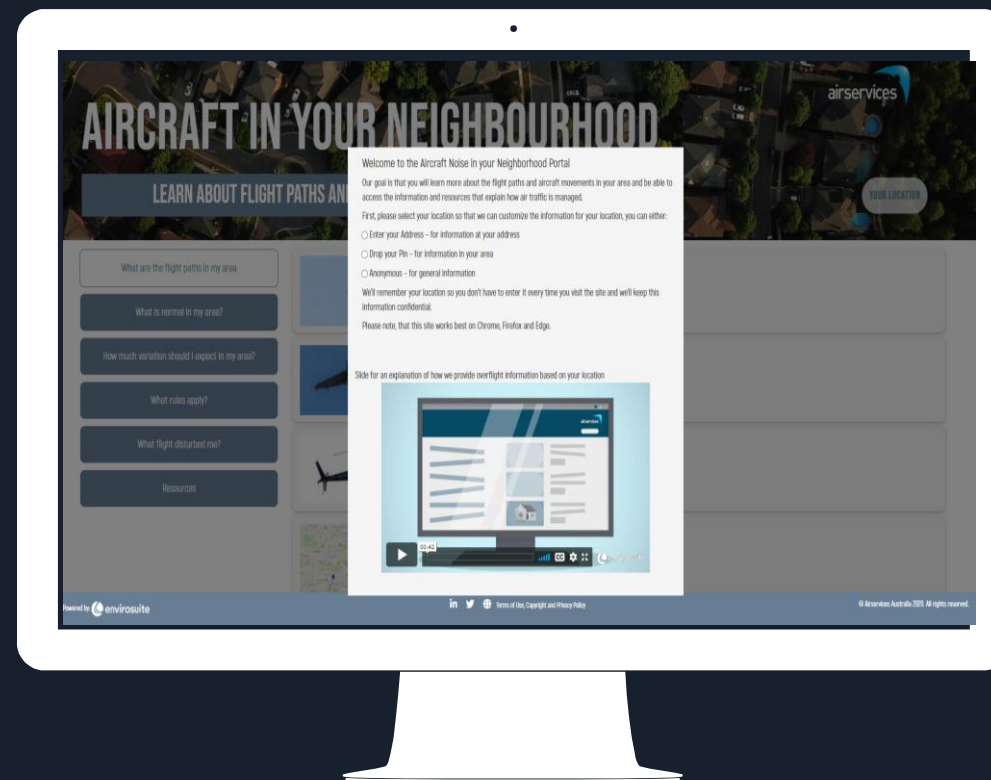 airservices
AIRCRAFT IN YOUR NEIGHBOURHOOD
LEARN ABOUT FLIGHT PATHS AN
YOUR LOCATION
Welcome to the Aircraft Noise in your Neighborhood Portal
Our goal is that you will learn more about the flight paths and aircraft movements in your area and be able to
access the information and resources that explain how air traffic is managed.
First, please select your location so that we can customize the information for your location, you can either:
Enter your Address – for information at your address
Drop your Pin – for information in your area
Anonymous – for general information
We'll remember your location so you don't have to enter it every time you visit the site and we'll keep this
information confidential.
Please note, that this site works best on Chrome, Firefox and Edge.
Slide for an explanation of how we provide overflight information based on your location
airservices
02:42
CC
What are the flight paths in my area
What is normal in my area?
How much variation should I expect in my area?
What rules apply?
What flight disturbed me?
Resources
Powered by envirosuite
in
Terms of Use, Copyright and Privacy Policy
© Airservices Australia 2020. All rights reserved.